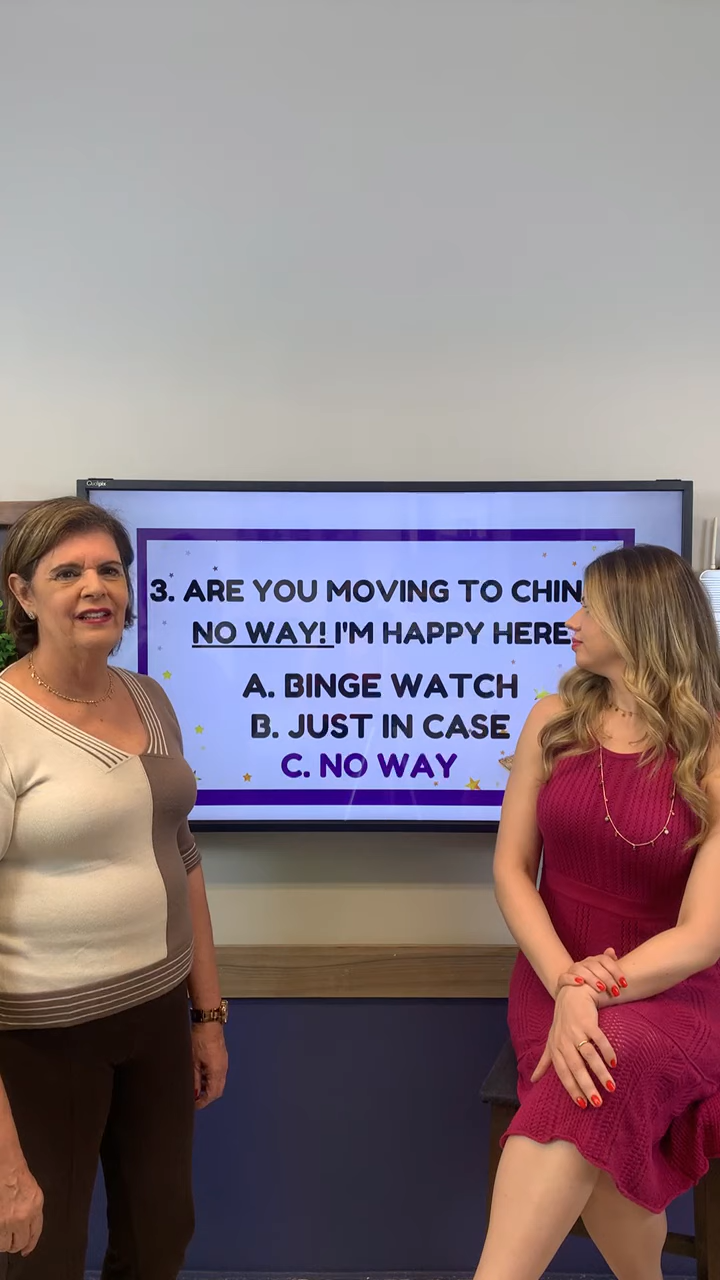 3. ARE YOU MOVING TO CHIN
NO WAY! I'M HAPPY HERE
A. BINGE WATCH
B. JUST IN CASE
C. NO WAY